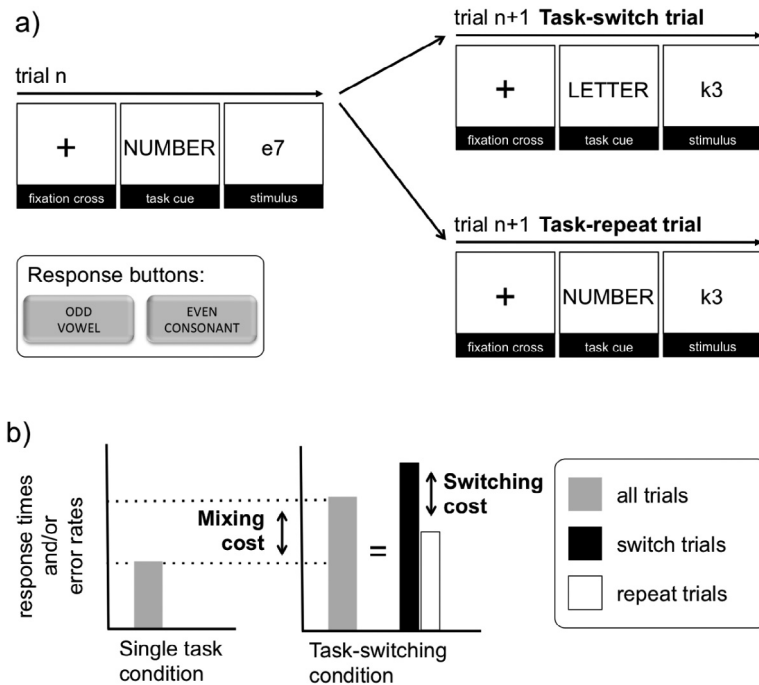 a)
trial n
+
NUMBER
e7
fixation cross
task cue
stimulus
trial n+1 Task-switch trial
+
LETTER
k3
fixation cross
task cue
stimulus
trial n+1 Task-repeat trial
+
NUMBER
k3
fixation cross
task cue
stimulus
Response buttons:
ODD
VOWEL
EVEN
CONSONANT
b)
response times
and/or
error rates
Mixing
cost
=
Switching
cost
Single task
condition
Task-switching
condition
all trials
switch trials
repeat trials